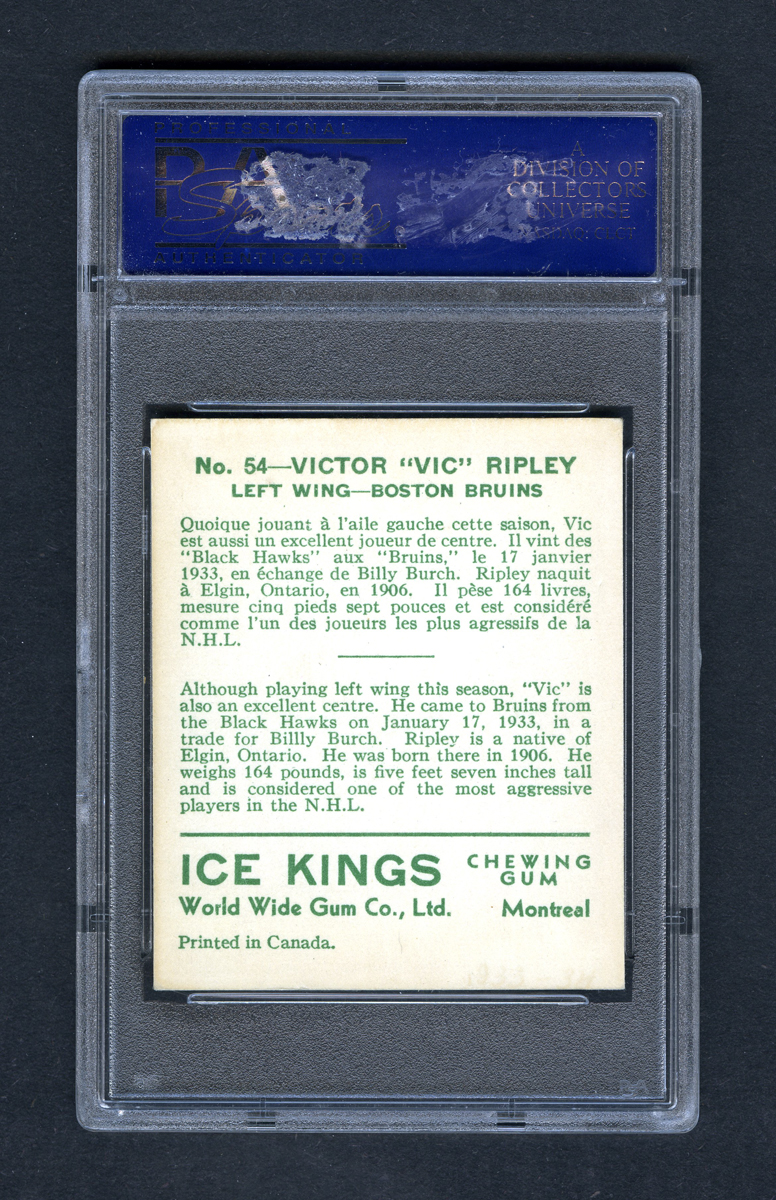 PROFESSIONAL
PSA
Sports
AUTHENTICATOR
A
DIVISION OF
COLLECTORS
UNIVERSE
NASDAQ: CLCT
No. 54—VICTOR “VIC” RIPLEY
LEFT WING—BOSTON BRUINS
Quoique jouant à l’aile gauche cette saison, Vic
est aussi un excellent joueur de centre. Il vint des
“Black Hawks” aux “Bruins,” le 17 janvier
1933, en échange de Billy Burch. Ripley naquit
à Elgin, Ontario, en 1906. Il pèse 164 livres,
mesure cinq pieds sept pouces et est considéré
comme l’un des joueurs les plus agressifs de la
N.H.L.
Although playing left wing this season, “Vic” is
also an excellent centre. He came to Bruins from
the Black Hawks on January 17, 1933, in a
trade for Billly Burch. Ripley is a native of
Elgin, Ontario. He was born there in 1906. He
weighs 164 pounds, is five feet seven inches tall
and is considered one of the most aggressive
players in the N.H.L.
ICE KINGS CHEWING GUM
World Wide Gum Co., Ltd. Montreal
Printed in Canada.